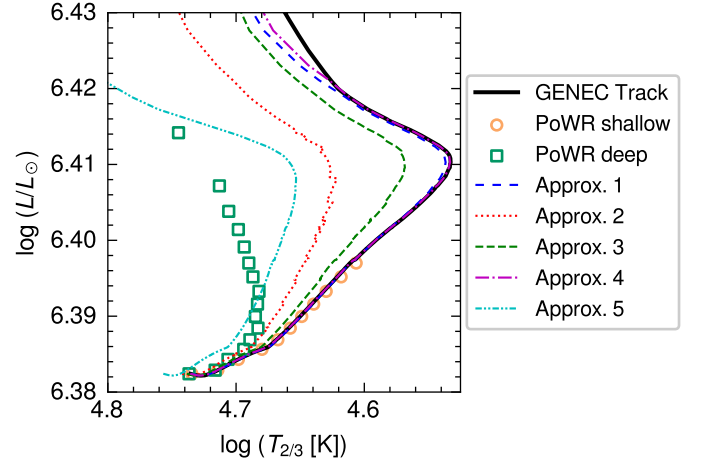 6.43
6.42
6.41
6.40
6.39
6.38
log (L/L☉)
4.8
4.7
4.6
log (T2/3 [K])
GENEC Track
PoWR shallow
PoWR deep
Approx. 1
Approx. 2
Approx. 3
Approx. 4
Approx. 5